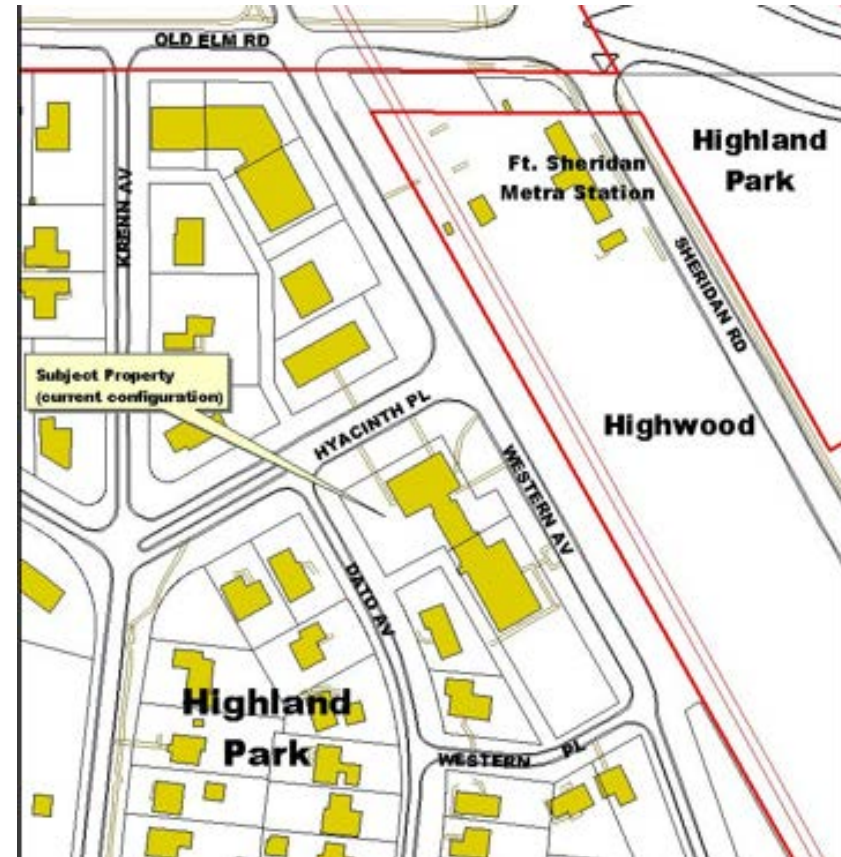 OLD ELM RD
Highland
Park
Ft. Sheridan
Metra Station
KRENN AV
SHERIDAN RD
Subject Property
(current configuration)
HYACINTH PL
Highwood
WESTERN AV
DATO AV
Highland
Park
WESTERN PL